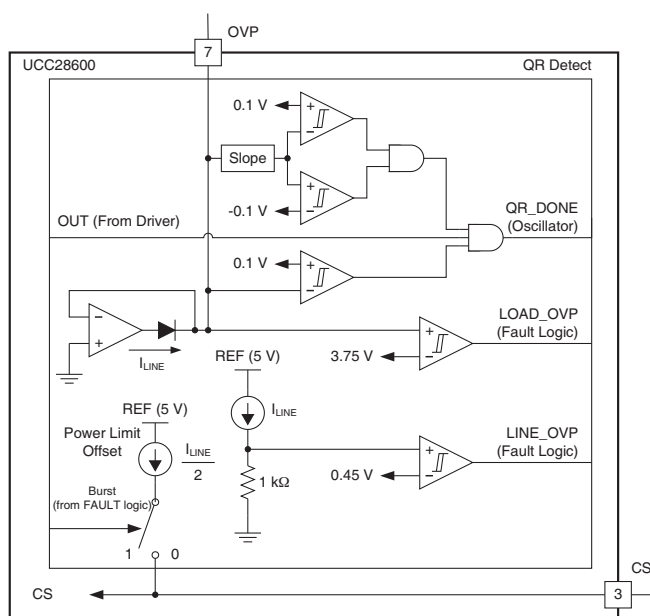 OVP
7
UCC28600
QR Detect
0.1 V
+
−
Slope
+
−
-0.1 V
OUT (From Driver)
QR_DONE
(Oscillator)
0.1 V
+
−
−
+
ILINE
LOAD_OVP
(Fault Logic)
+
−
3.75 V
REF (5 V)
ILINE
REF (5 V)
Power Limit
Offset
ILINE
2
LINE_OVP
(Fault Logic)
+
−
0.45 V
1 kΩ
Burst
(from FAULT logic)
1 0
CS
CS
3